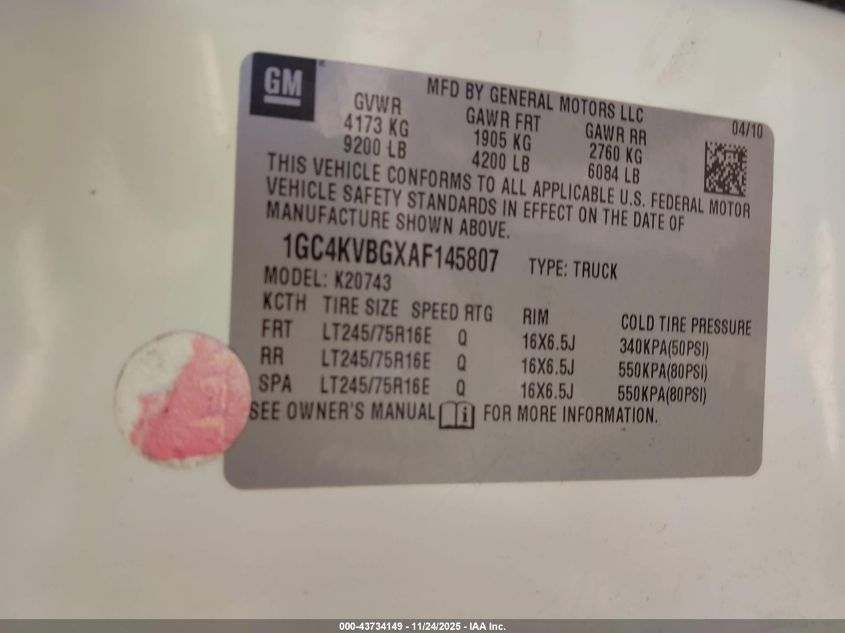 GM
MFD BY GENERAL MOTORS LLC
04/10
GVWR GAWR FRT GAWR RR
4173 KG 1905 KG 2760 KG
9200 LB 4200 LB 6084 LB
THIS VEHICLE CONFORMS TO ALL APPLICABLE U.S. FEDERAL MOTOR
VEHICLE SAFETY STANDARDS IN EFFECT ON THE DATE OF
MANUFACTURE SHOWN ABOVE.
1GC4KVBGXAF145807 TYPE: TRUCK
MODEL: K20743
KCTH TIRE SIZE SPEED RTG RIM COLD TIRE PRESSURE
FRT LT245/75R16E Q 16X6.5J 340KPA(50PSI)
RR LT245/75R16E Q 16X6.5J 550KPA(80PSI)
SPA LT245/75R16E Q 16X6.5J 550KPA(80PSI)
SEE OWNER'S MANUAL i FOR MORE INFORMATION.
000-43734149 - 11/24/2025 - IAA Inc.